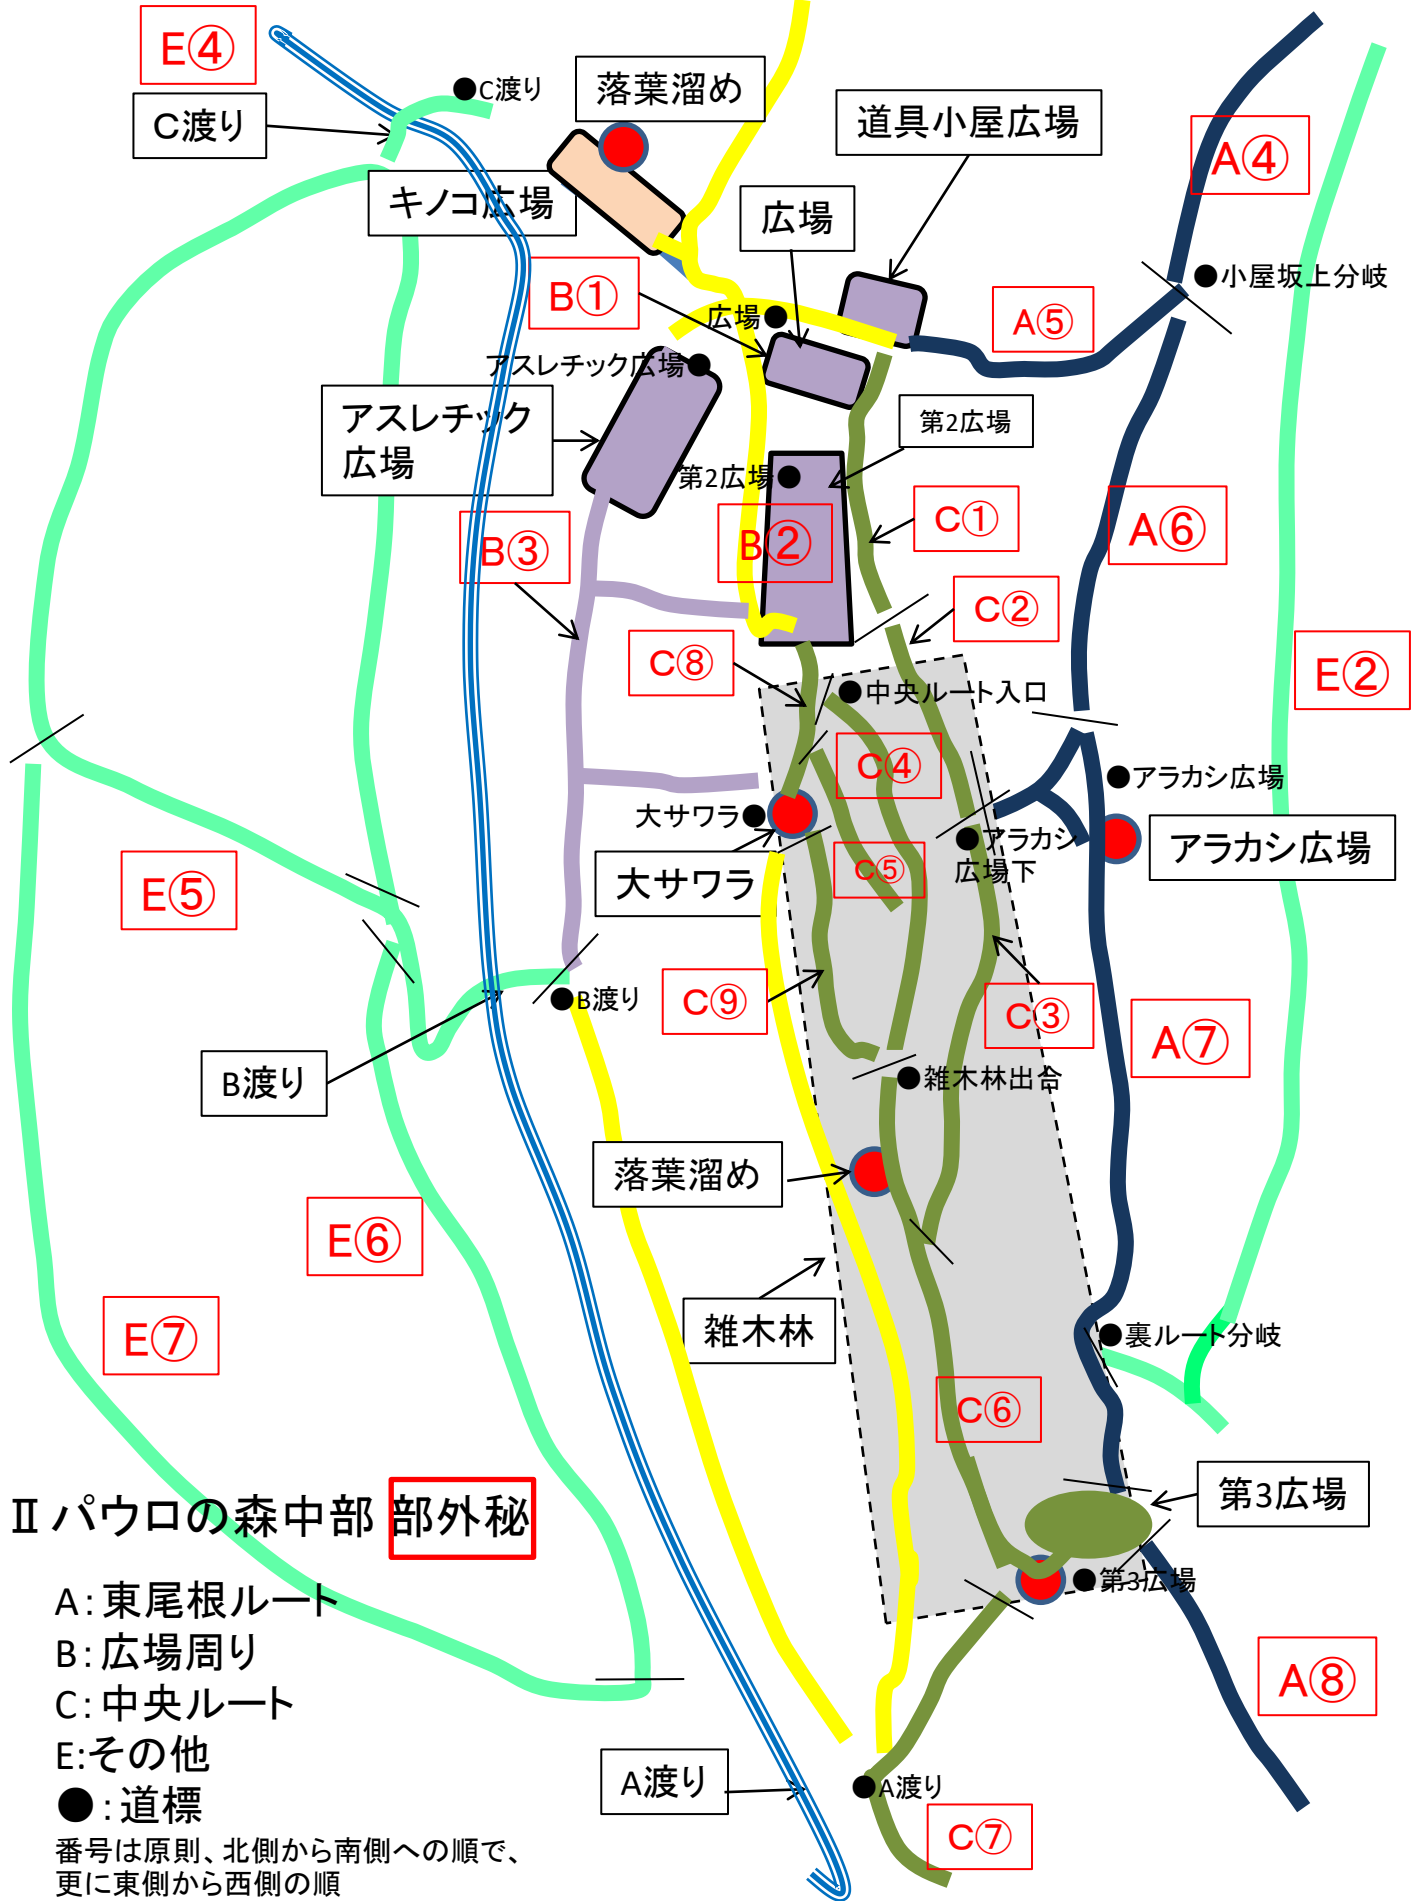 E④
C渡り
●C渡り
落葉溜め
道具小屋広場
A④
キノコ広場
広場
●小屋坂上分岐
B①
広場●
A⑤
アスレチック広場●
アスレチック
広場
第2広場
第2広場●
C①
B③
B②
A⑥
C②
C⑧
E②
●中央ルート入口
C④
●アラカシ広場
大サワラ●
●アラカシ
広場下
アラカシ広場
大サワラ
C⑤
E⑤
●B渡り
C⑨
C③
A⑦
B渡り
●雑木林出合
落葉溜め
E⑥
雑木林
E⑦
●裏ルート分岐
C⑥
第3広場
Ⅱ パウロの森中部 部外秘
●第3広場
A:東尾根ルート
B:広場周り
C:中央ルート
E:その他
●:道標
番号は原則、北側から南側への順で、
更に東側から西側の順
A⑧
A渡り
●A渡り
C⑦